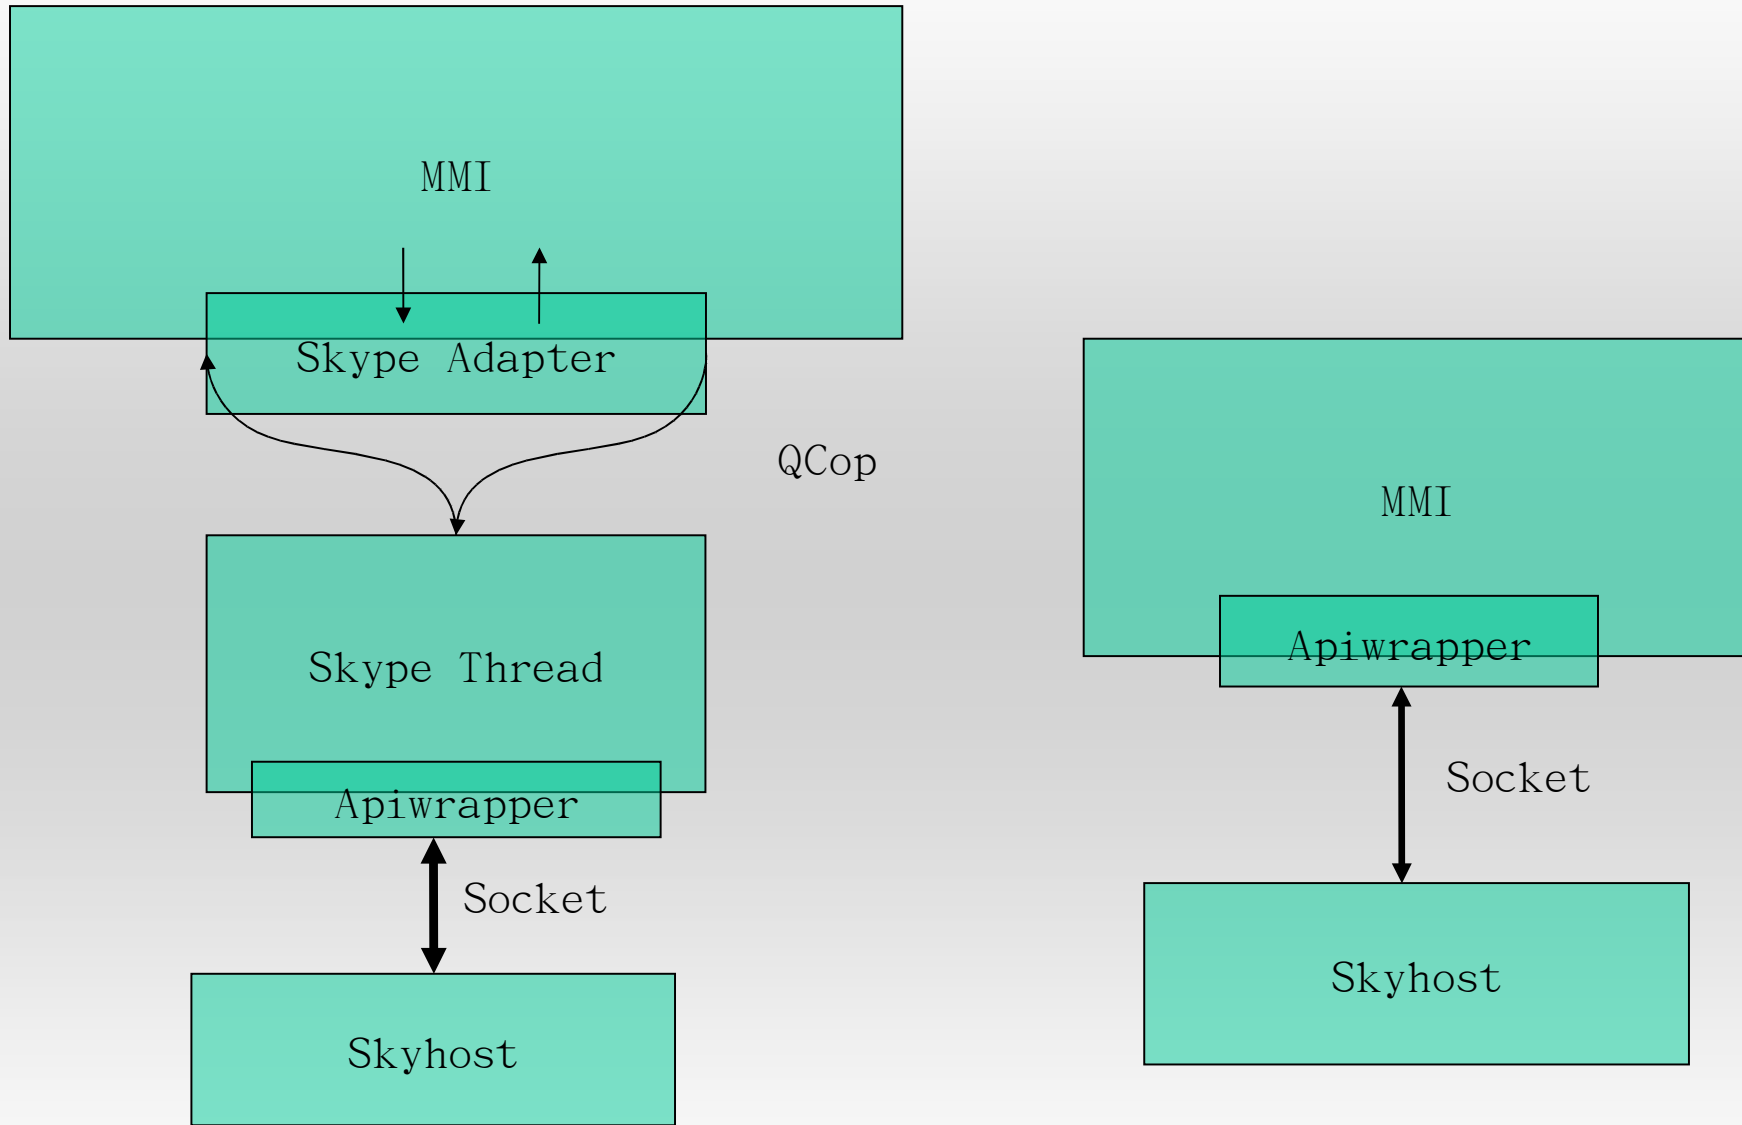 MMI
Skype Adapter
QCop
Skype Thread
Apiwrapper
Socket
Skyhost
MMI
Apiwrapper
Socket
Skyhost